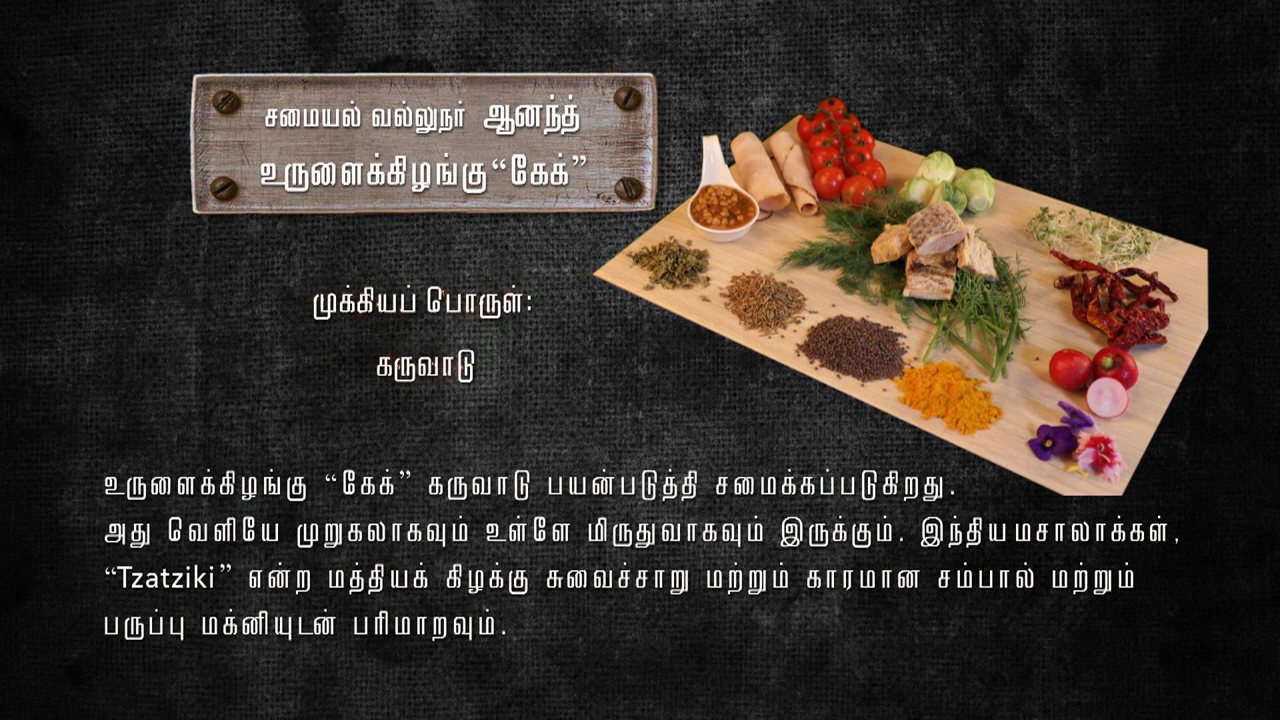 சமையல் வல்லுநர் ஆனந்த்
உருளைக்கிழங்கு “கேக்”
முக்கியப் பொருள்:
கருவாடு
உருளைக்கிழங்கு “கேக்” கருவாடு பயன்படுத்தி சமைக்கப்படுகிறது.
அது வெளியே முறுகலாகவும் உள்ளே மிருதுவாகவும் இருக்கும். இந்திய மசாலாக்கள்,
“Tzatziki” என்ற மத்தியக் கிழக்கு சுவைச்சாறு மற்றும் காரமான சம்பால் மற்றும்
பருப்பு மக்னியுடன் பரிமாறவும்.